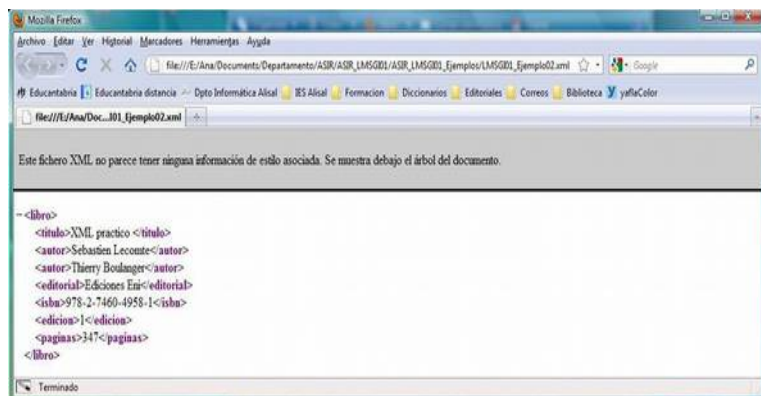 Mozilla Firefox
Archivo Editar Ver Historial Marcadores Herramientas Ayuda
file:///E:/Ana/Documents/Departamento/ASIR/ASIR_LMSGI01/ASIR_LMSGI01_Ejemplos/LMSGI01_Ejemplo02.xml Google
Educantabria Educantabria distancia Dpto Informática Alisal IES Alisal Formacion Diccionarios Editoriales Correos Biblioteca yaflaColor
file:///E:/Ana/Doc...I01_Ejemplo02.xml
Este fichero XML no parece tener ninguna información de estilo asociada. Se muestra debajo el árbol del documento.
− <libro>
<titulo>XML practico </titulo>
<autor>Sebastien Lecomte</autor>
<autor>Thierry Boulanger</autor>
<editorial>Ediciones Eni</editorial>
<isbn>978-2-7460-4958-1</isbn>
<edicion>1</edicion>
<paginas>347</paginas>
</libro>
Terminado